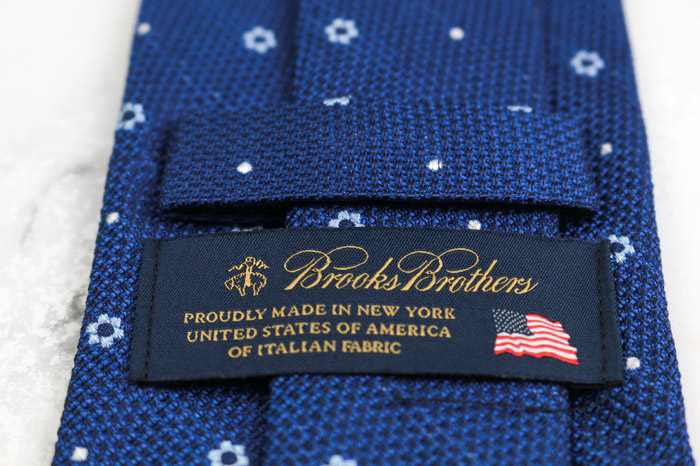 Brooks Brothers
PROUDLY MADE IN NEW YORK
UNITED STATES OF AMERICA
OF ITALIAN FABRIC